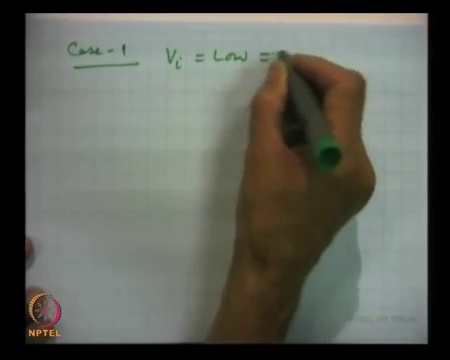 Case-1 Vi = Low =
NPTEL